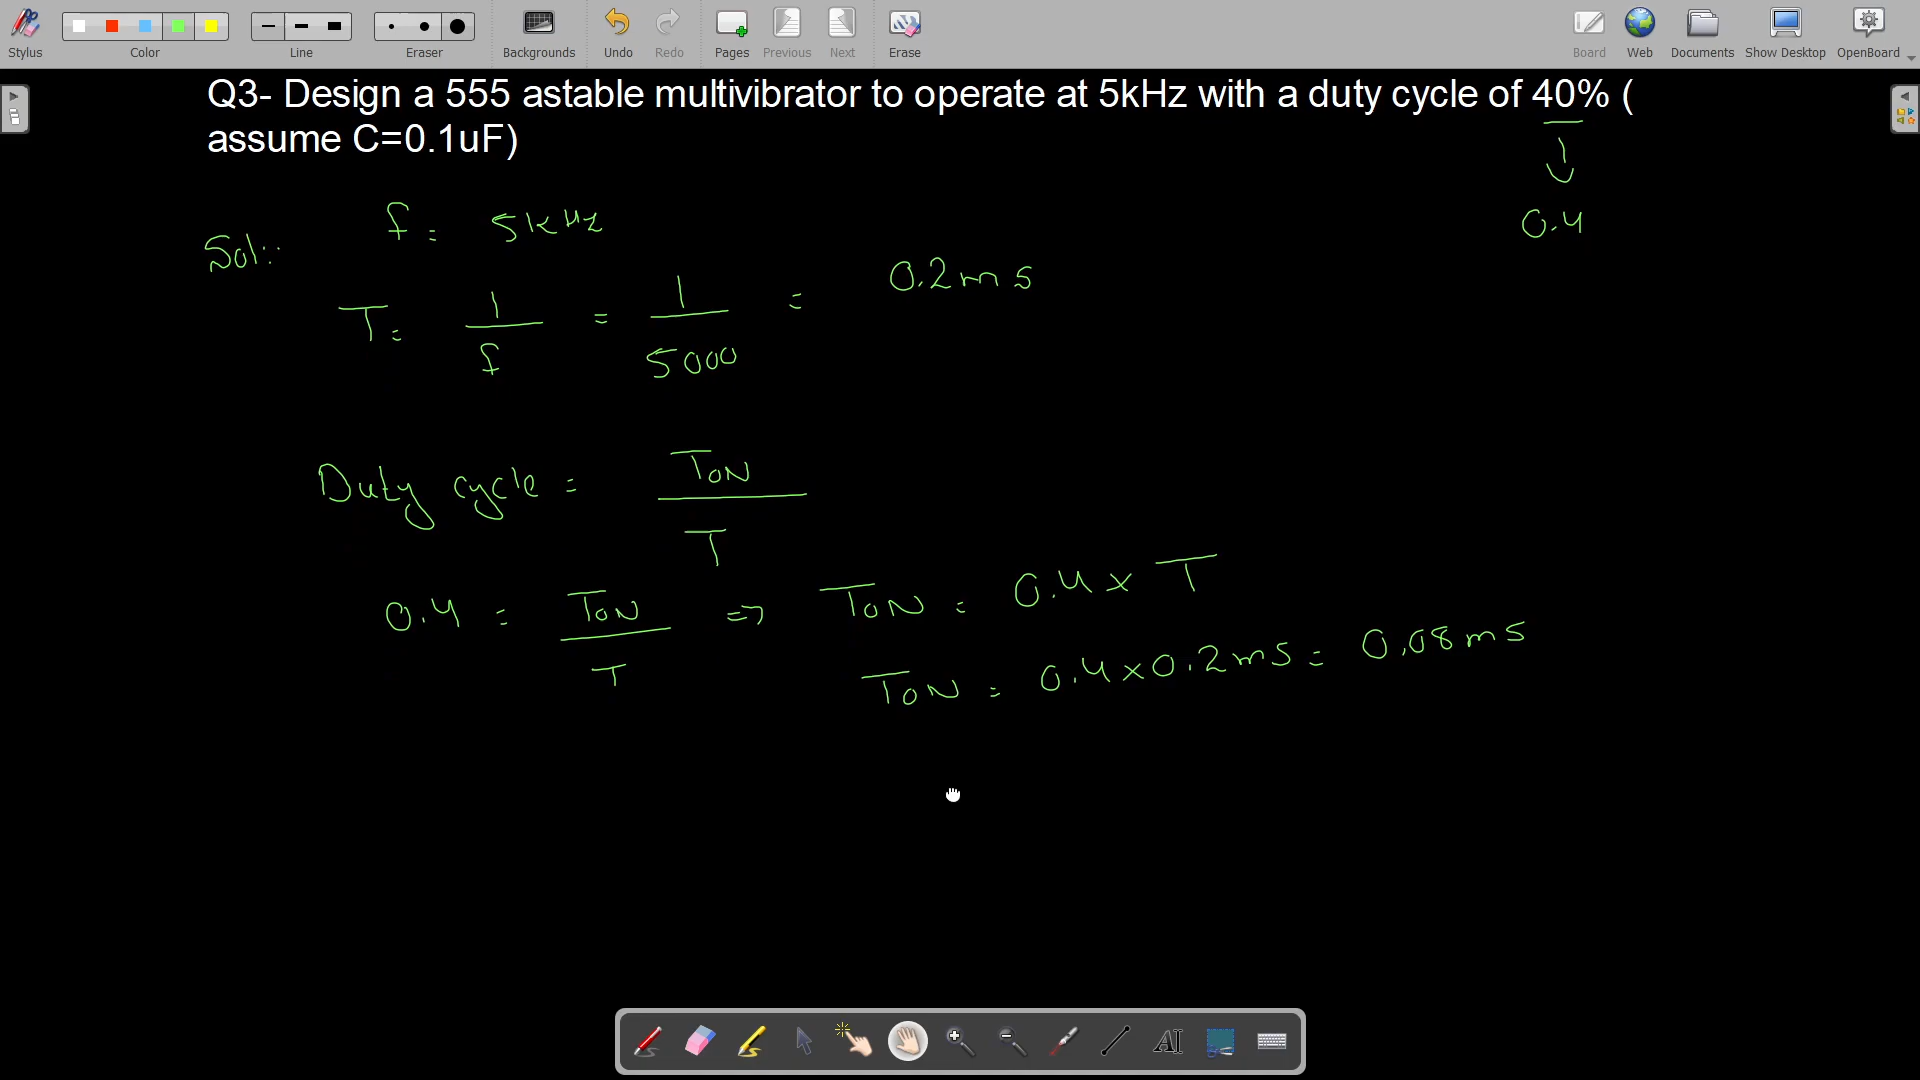 Stylus Color Line Eraser Backgrounds Undo Redo Pages Previous Next Erase Board Web Documents Show Desktop OpenBoard
Q3- Design a 555 astable multivibrator to operate at 5kHz with a duty cycle of 40% (
assume C=0.1uF)
0.4
Sol:: f = 5kHz
T = 1/f = 1/5000 = 0.2ms
Duty cycle = TON/T
0.4 = TON/T => TON = 0.4 x T
TON = 0.4x0.2ms = 0.08ms